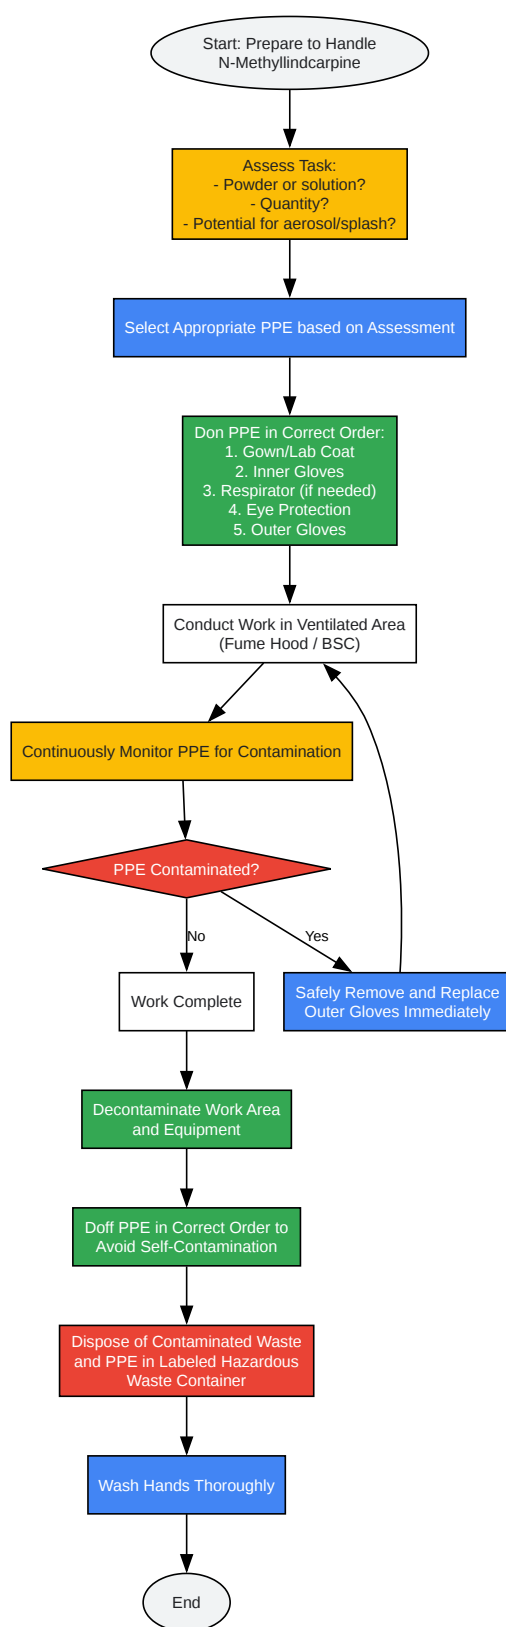 Start: Prepare to Handle
N-Methyllindcarpine
Assess Task:
- Powder or solution?
- Quantity?
- Potential for aerosol/splash?
Select Appropriate PPE based on Assessment
Don PPE in Correct Order:
1. Gown/Lab Coat
2. Inner Gloves
3. Respirator (if needed)
4. Eye Protection
5. Outer Gloves
Conduct Work in Ventilated Area
(Fume Hood / BSC)
Continuously Monitor PPE for Contamination
PPE Contaminated?
No
Yes
Work Complete
Safely Remove and Replace
Outer Gloves Immediately
Decontaminate Work Area
and Equipment
Doff PPE in Correct Order to
Avoid Self-Contamination
Dispose of Contaminated Waste
and PPE in Labeled Hazardous
Waste Container
Wash Hands Thoroughly
End